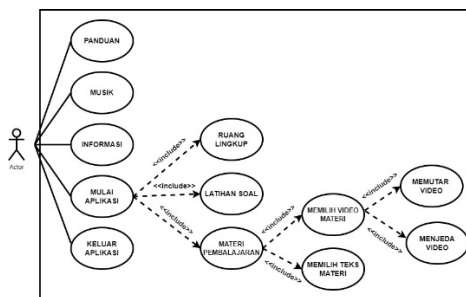 PANDUAN
MUSIK
INFORMASI
MULAI
APLIKASI
KELUAR
APLIKASI
Actor
<<include>>
<<include>>
<<include>>
RUANG
LINGKUP
LATIHAN SOAL
MATERI
PEMBALAJARAN
<<include>>
<<include>>
MEMILIH VIDEO
MATERI
MEMILIH TEKS
MATERI
<<include>>
<<include>>
MEMUTAR
VIDEO
MENJEDA
VIDEO